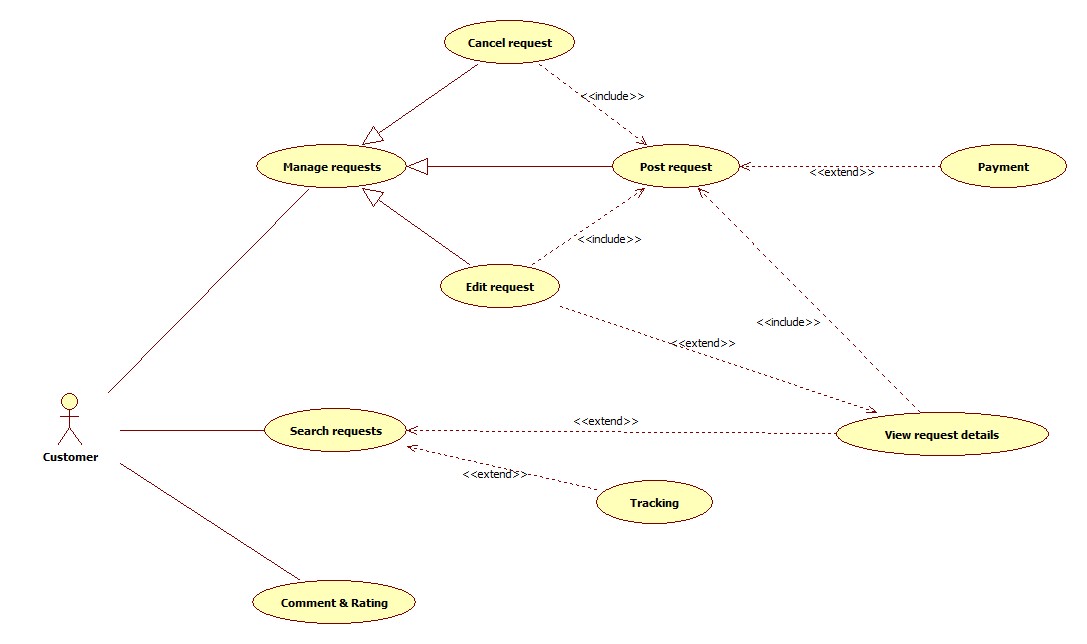 Cancel request
<<include>>
Manage requests
Post request
<<extend>>
Payment
<<include>>
Edit request
<<include>>
<<extend>>
Customer
Search requests
<<extend>>
View request details
<<extend>>
Tracking
Comment & Rating